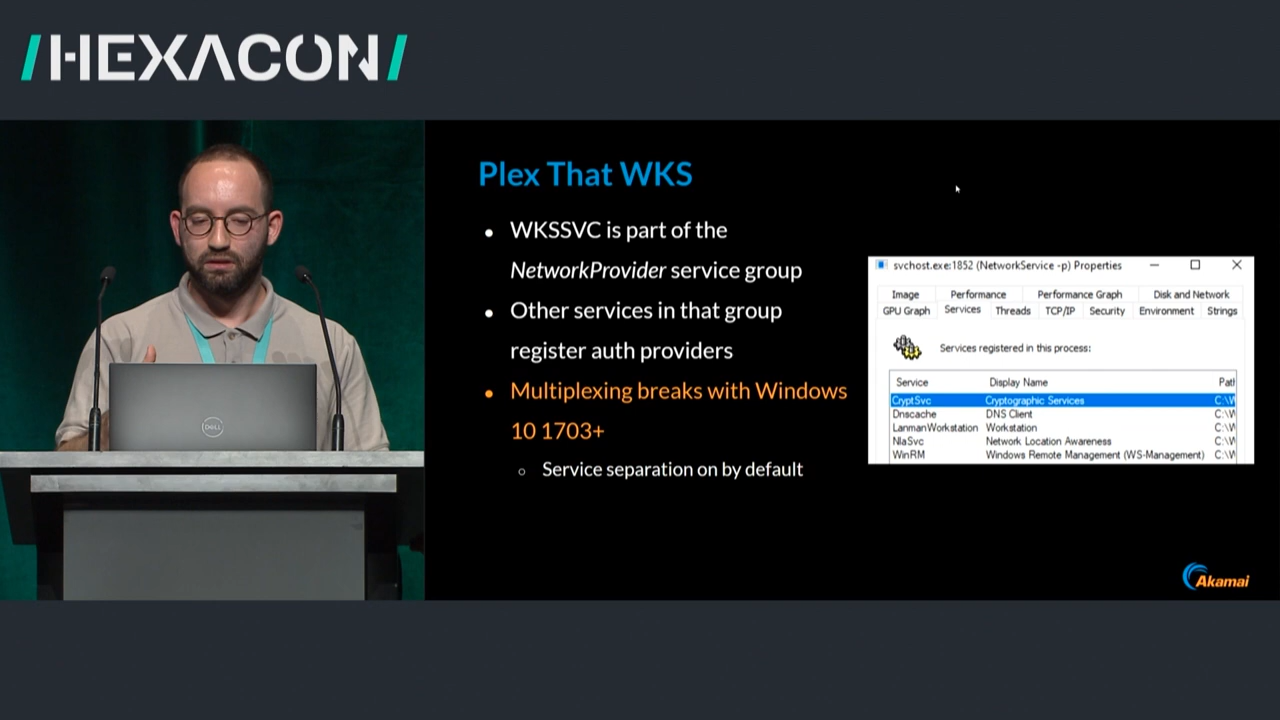 /HEXACON/
Plex That WKS
• WKSSVC is part of the
NetworkProvider service group
• Other services in that group
register auth providers
• Multiplexing breaks with Windows
10 1703+
○ Service separation on by default
svchost.exe:1852 (NetworkService -p) Properties
Image Performance Performance Graph Disk and Network
GPU Graph Services Threads TCP/IP Security Environment Strings
Services registered in this process:
Service Display Name Path
CryptSvc Cryptographic Services C:\W
Dnscache DNS Client C:\W
LanmanWorkstation Workstation C:\W
NlaSvc Network Location Awareness C:\W
WinRM Windows Remote Management (WS-Management) C:\W
DELL
Akamai